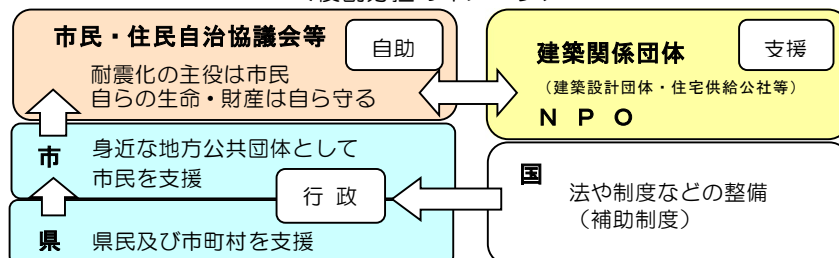 市民・住民自治協議会等
自助
耐震化の主役は市民
自らの生命・財産は自ら守る
建築関係団体
支援
(建築設計団体・住宅供給公社等)
NPO
市
身近な地方公共団体として
市民を支援
行 政
県
県民及び市町村を支援
国
法や制度などの整備
(補助制度)